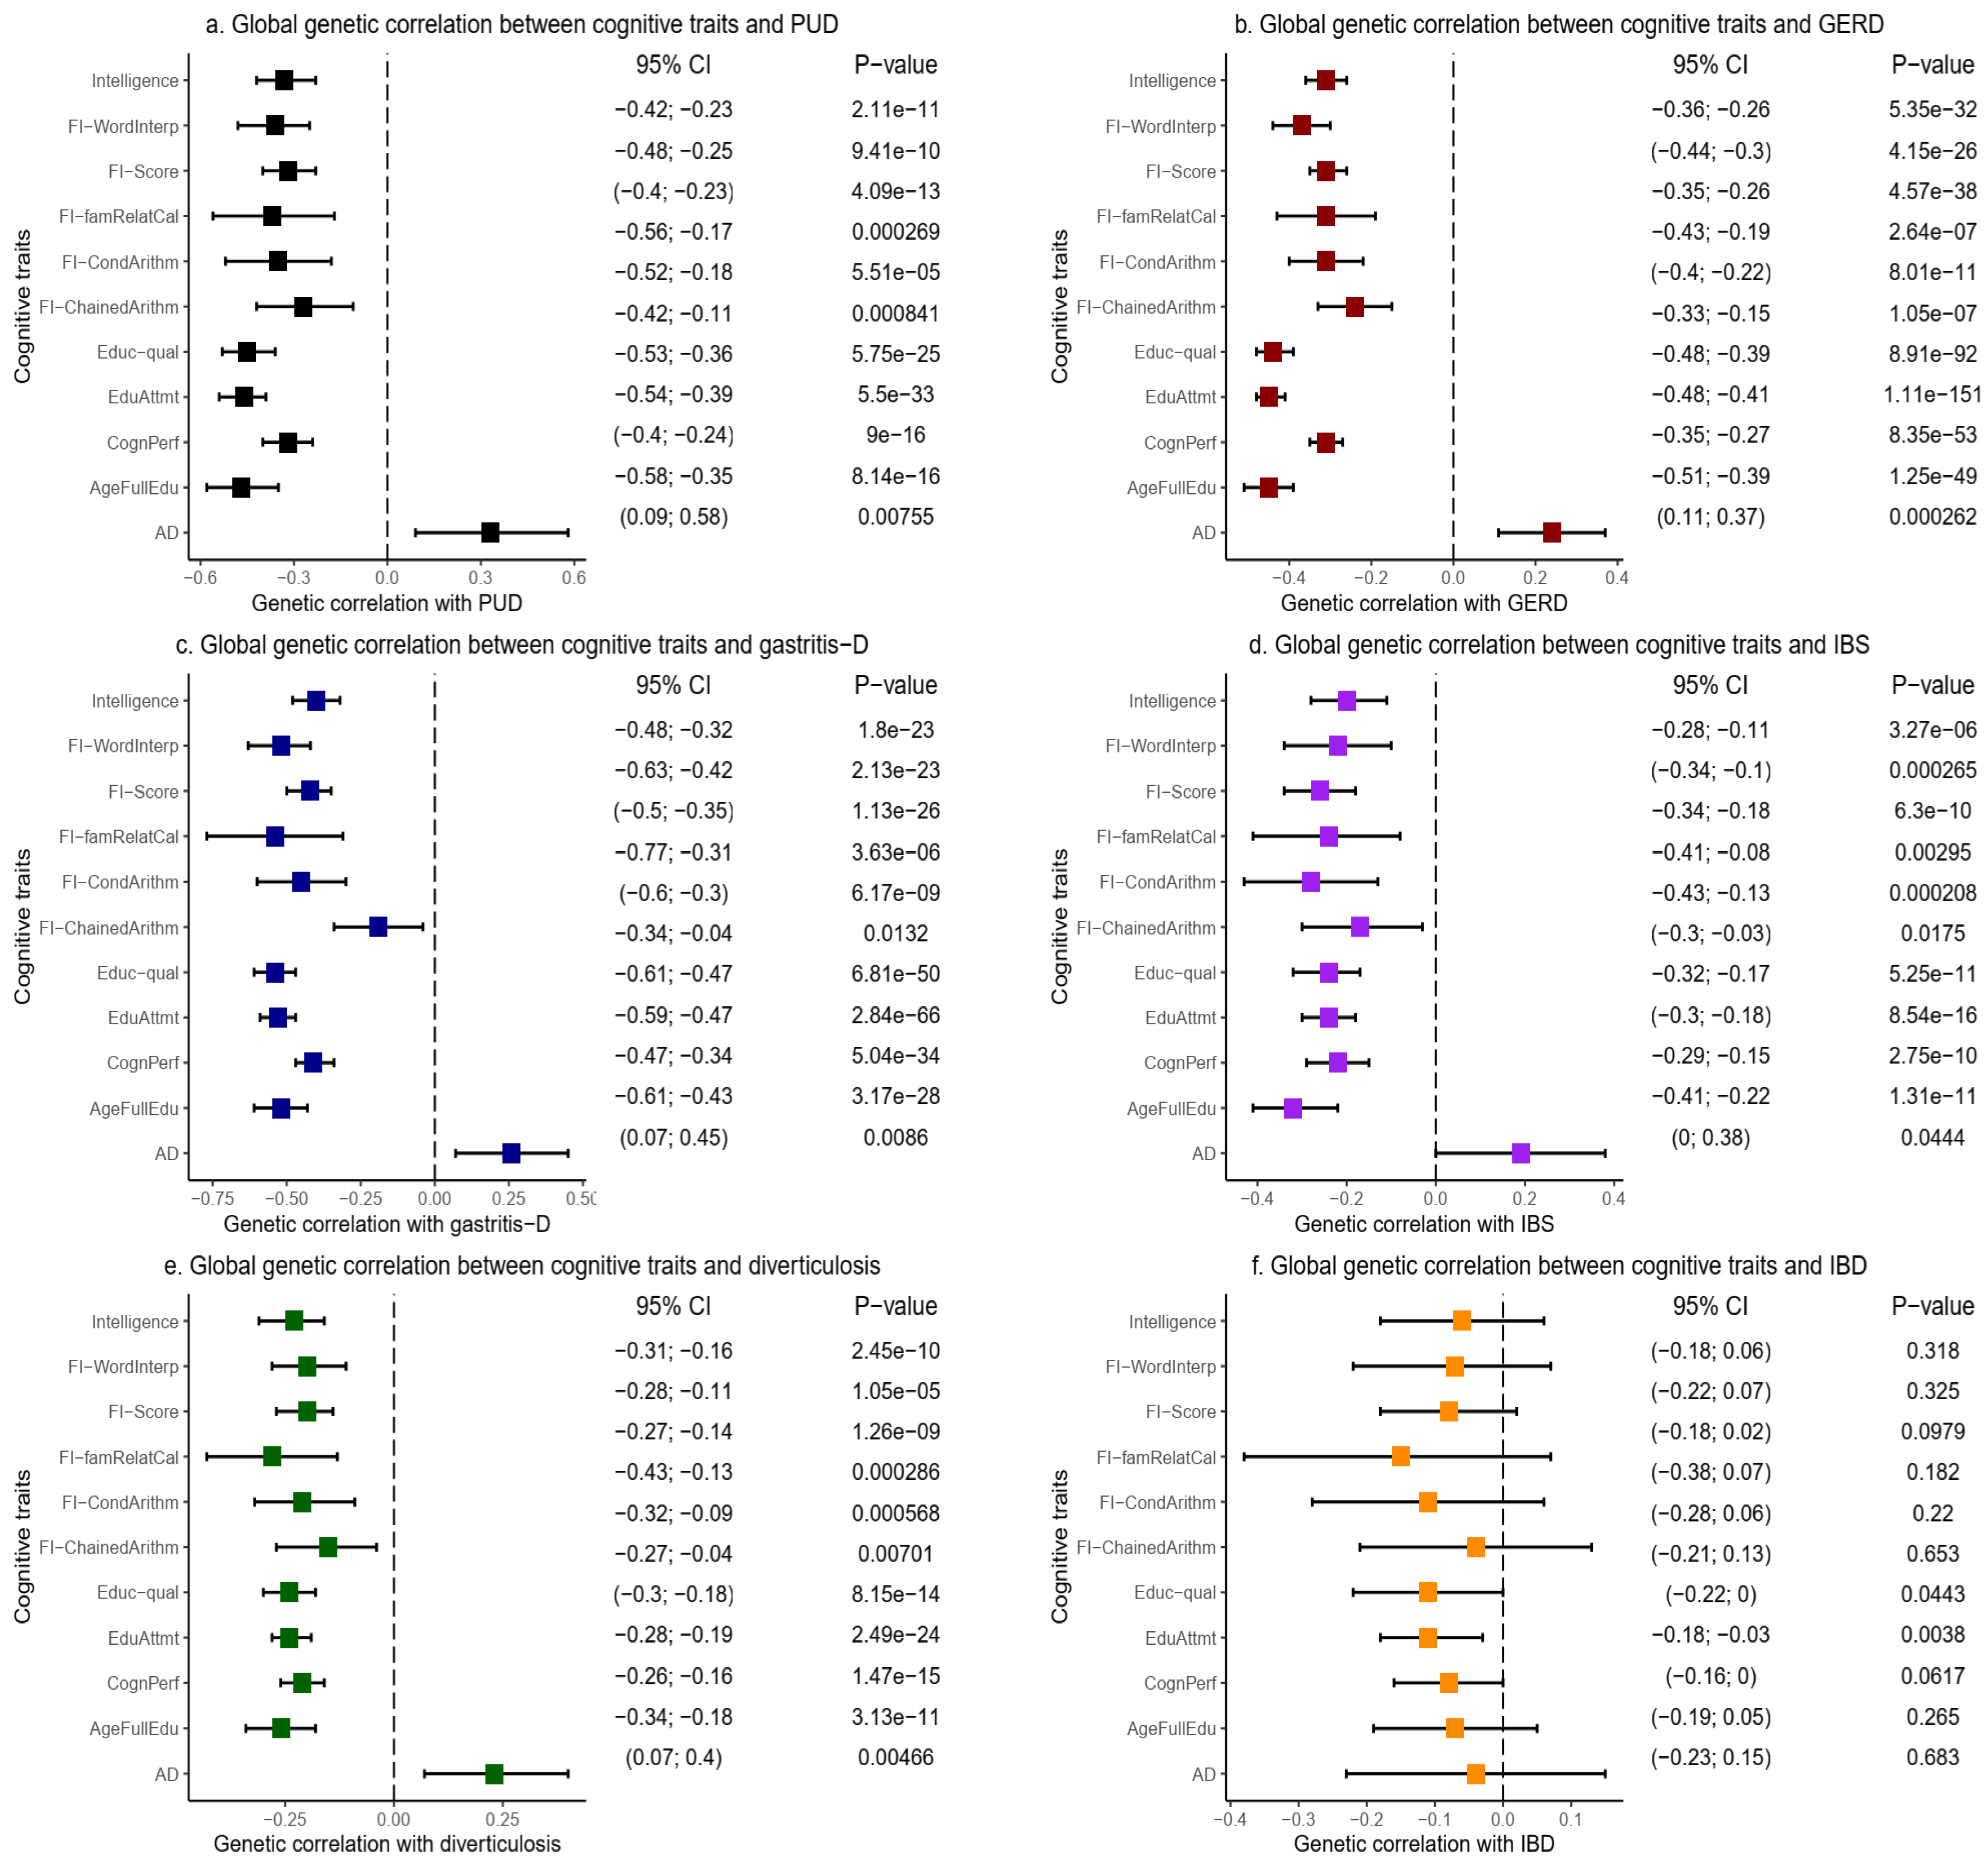 a. Global genetic correlation between cognitive traits and PUD
95% CI P−value
Cognitive traits
Intelligence
−0.42; −0.23 2.11e−11
FI−WordInterp
−0.48; −0.25 9.41e−10
FI−Score
(−0.4; −0.23) 4.09e−13
FI−famRelatCal
−0.56; −0.17 0.000269
FI−CondArithm
−0.52; −0.18 5.51e−05
FI−ChainedArithm
−0.42; −0.11 0.000841
Educ−qual
−0.53; −0.36 5.75e−25
EduAttmt
−0.54; −0.39 5.5e−33
CognPerf
(−0.4; −0.24) 9e−16
AgeFullEdu
−0.58; −0.35 8.14e−16
(0.09; 0.58) 0.00755
AD
−0.6 −0.3 0.0 0.3 0.6
Genetic correlation with PUD
b. Global genetic correlation between cognitive traits and GERD
95% CI P−value
Cognitive traits
Intelligence
−0.36; −0.26 5.35e−32
FI−WordInterp
(−0.44; −0.3) 4.15e−26
FI−Score
−0.35; −0.26 4.57e−38
FI−famRelatCal
−0.43; −0.19 2.64e−07
FI−CondArithm
(−0.4; −0.22) 8.01e−11
FI−ChainedArithm
−0.33; −0.15 1.05e−07
Educ−qual
−0.48; −0.39 8.91e−92
EduAttmt
−0.48; −0.41 1.11e−151
CognPerf
−0.35; −0.27 8.35e−53
AgeFullEdu
−0.51; −0.39 1.25e−49
(0.11; 0.37) 0.000262
AD
−0.4 −0.2 0.0 0.2 0.4
Genetic correlation with GERD
c. Global genetic correlation between cognitive traits and gastritis−D
95% CI P−value
Cognitive traits
Intelligence
−0.48; −0.32 1.8e−23
FI−WordInterp
−0.63; −0.42 2.13e−23
FI−Score
(−0.5; −0.35) 1.13e−26
FI−famRelatCal
−0.77; −0.31 3.63e−06
FI−CondArithm
(−0.6; −0.3) 6.17e−09
FI−ChainedArithm
−0.34; −0.04 0.0132
Educ−qual
−0.61; −0.47 6.81e−50
EduAttmt
−0.59; −0.47 2.84e−66
CognPerf
−0.47; −0.34 5.04e−34
AgeFullEdu
−0.61; −0.43 3.17e−28
(0.07; 0.45) 0.0086
AD
−0.75 −0.50 −0.25 0.00 0.25 0.50
Genetic correlation with gastritis−D
d. Global genetic correlation between cognitive traits and IBS
95% CI P−value
Cognitive traits
Intelligence
−0.28; −0.11 3.27e−06
FI−WordInterp
(−0.34; −0.1) 0.000265
FI−Score
−0.34; −0.18 6.3e−10
FI−famRelatCal
−0.41; −0.08 0.00295
FI−CondArithm
−0.43; −0.13 0.000208
FI−ChainedArithm
(−0.3; −0.03) 0.0175
Educ−qual
−0.32; −0.17 5.25e−11
EduAttmt
(−0.3; −0.18) 8.54e−16
CognPerf
−0.29; −0.15 2.75e−10
AgeFullEdu
−0.41; −0.22 1.31e−11
(0; 0.38) 0.0444
AD
−0.4 −0.2 0.0 0.2 0.4
Genetic correlation with IBS
e. Global genetic correlation between cognitive traits and diverticulosis
95% CI P−value
Cognitive traits
Intelligence
−0.31; −0.16 2.45e−10
FI−WordInterp
−0.28; −0.11 1.05e−05
FI−Score
−0.27; −0.14 1.26e−09
FI−famRelatCal
−0.43; −0.13 0.000286
FI−CondArithm
−0.32; −0.09 0.000568
FI−ChainedArithm
−0.27; −0.04 0.00701
Educ−qual
(−0.3; −0.18) 8.15e−14
EduAttmt
−0.28; −0.19 2.49e−24
CognPerf
−0.26; −0.16 1.47e−15
AgeFullEdu
−0.34; −0.18 3.13e−11
(0.07; 0.4) 0.00466
AD
−0.25 0.00 0.25
Genetic correlation with diverticulosis
f. Global genetic correlation between cognitive traits and IBD
95% CI P−value
Cognitive traits
Intelligence
(−0.18; 0.06) 0.318
FI−WordInterp
(−0.22; 0.07) 0.325
FI−Score
(−0.18; 0.02) 0.0979
FI−famRelatCal
(−0.38; 0.07) 0.182
FI−CondArithm
(−0.28; 0.06) 0.22
FI−ChainedArithm
(−0.21; 0.13) 0.653
Educ−qual
(−0.22; 0) 0.0443
EduAttmt
−0.18; −0.03 0.0038
CognPerf
(−0.16; 0) 0.0617
AgeFullEdu
(−0.19; 0.05) 0.265
(−0.23; 0.15) 0.683
AD
−0.4 −0.3 −0.2 −0.1 0.0 0.1
Genetic correlation with IBD